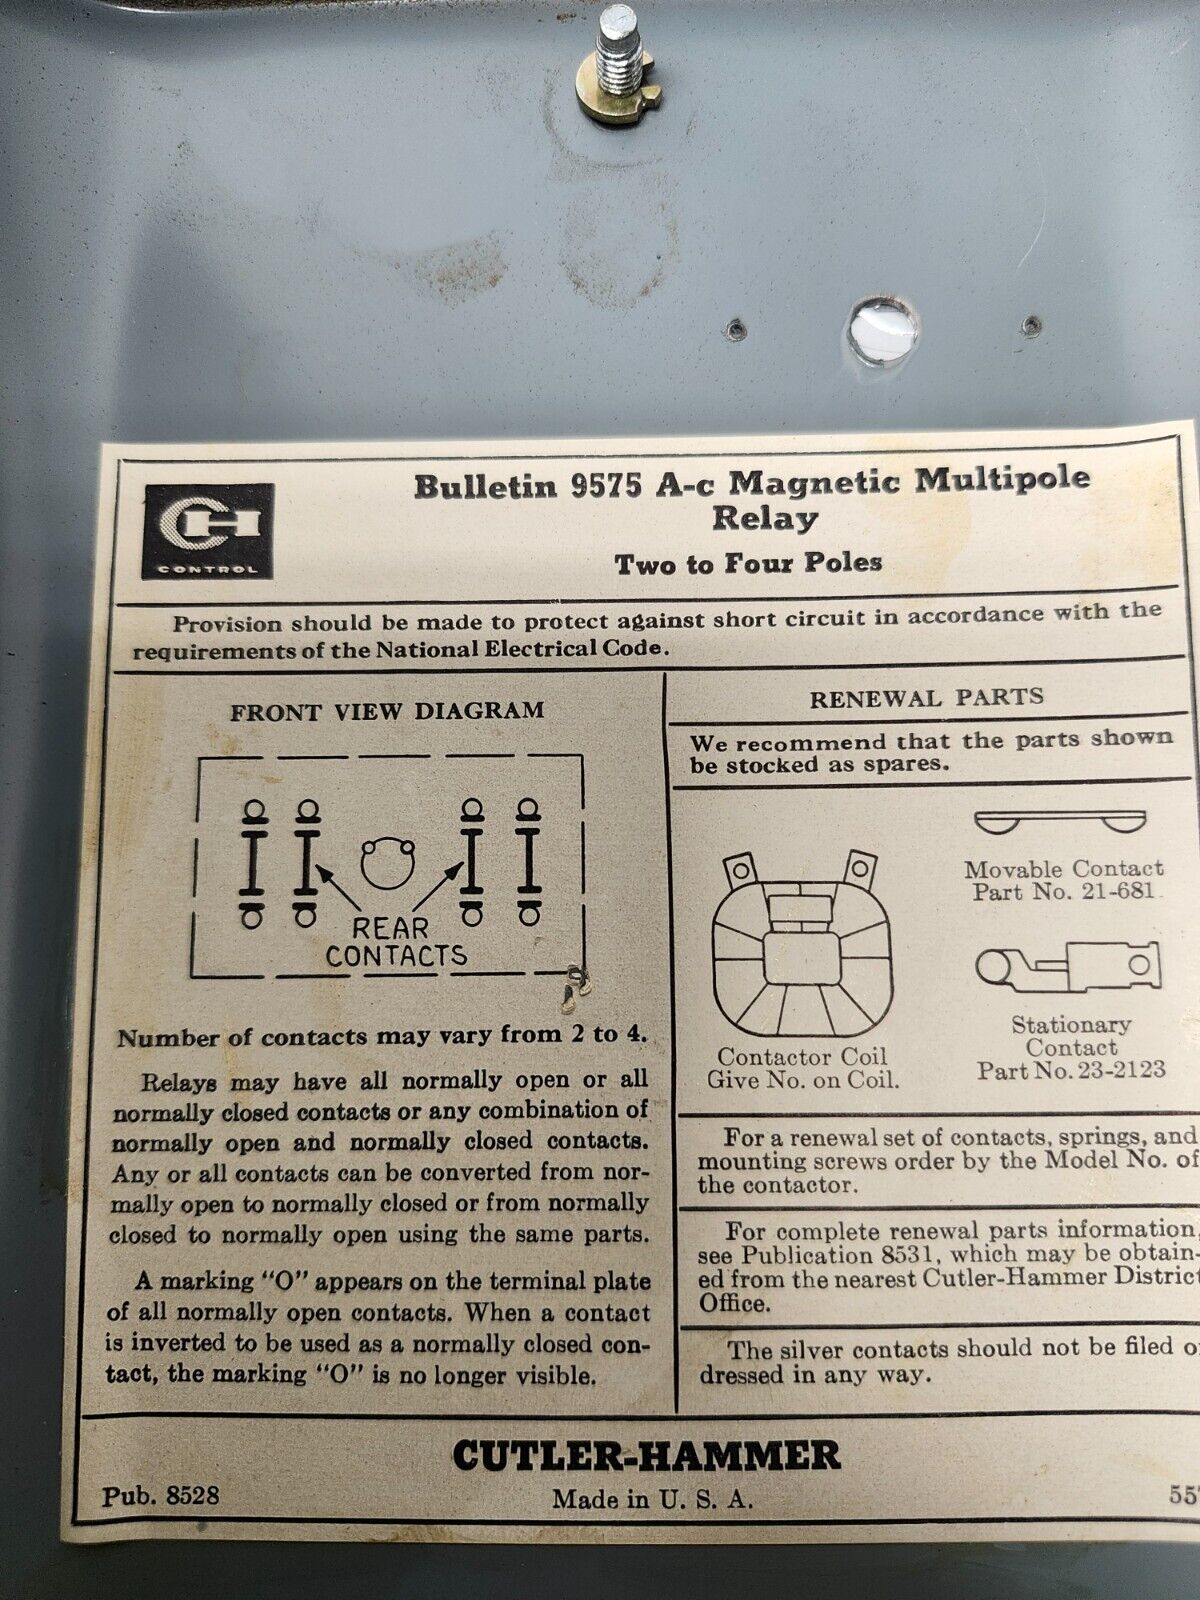 CH
CONTROL
Bulletin 9575 A-c Magnetic Multipole
Relay
Two to Four Poles
Provision should be made to protect against short circuit in accordance with the
requirements of the National Electrical Code.
FRONT VIEW DIAGRAM
REAR
CONTACTS
Number of contacts may vary from 2 to 4.
Relays may have all normally open or all
normally closed contacts or any combination of
normally open and normally closed contacts.
Any or all contacts can be converted from nor-
mally open to normally closed or from normally
closed to normally open using the same parts.
A marking "O" appears on the terminal plate
of all normally open contacts. When a contact
is inverted to be used as a normally closed con-
tact, the marking "O" is no longer visible.
RENEWAL PARTS
We recommend that the parts shown
be stocked as spares.
Movable Contact
Part No. 21-681
Stationary
Contact
Part No. 23-2123
Contactor Coil
Give No. on Coil.
For a renewal set of contacts, springs, and
mounting screws order by the Model No. of
the contactor.
For complete renewal parts information,
see Publication 8531, which may be obtain-
ed from the nearest Cutler-Hammer District
Office.
The silver contacts should not be filed or
dressed in any way.
CUTLER-HAMMER
Pub. 8528
Made in U. S. A.